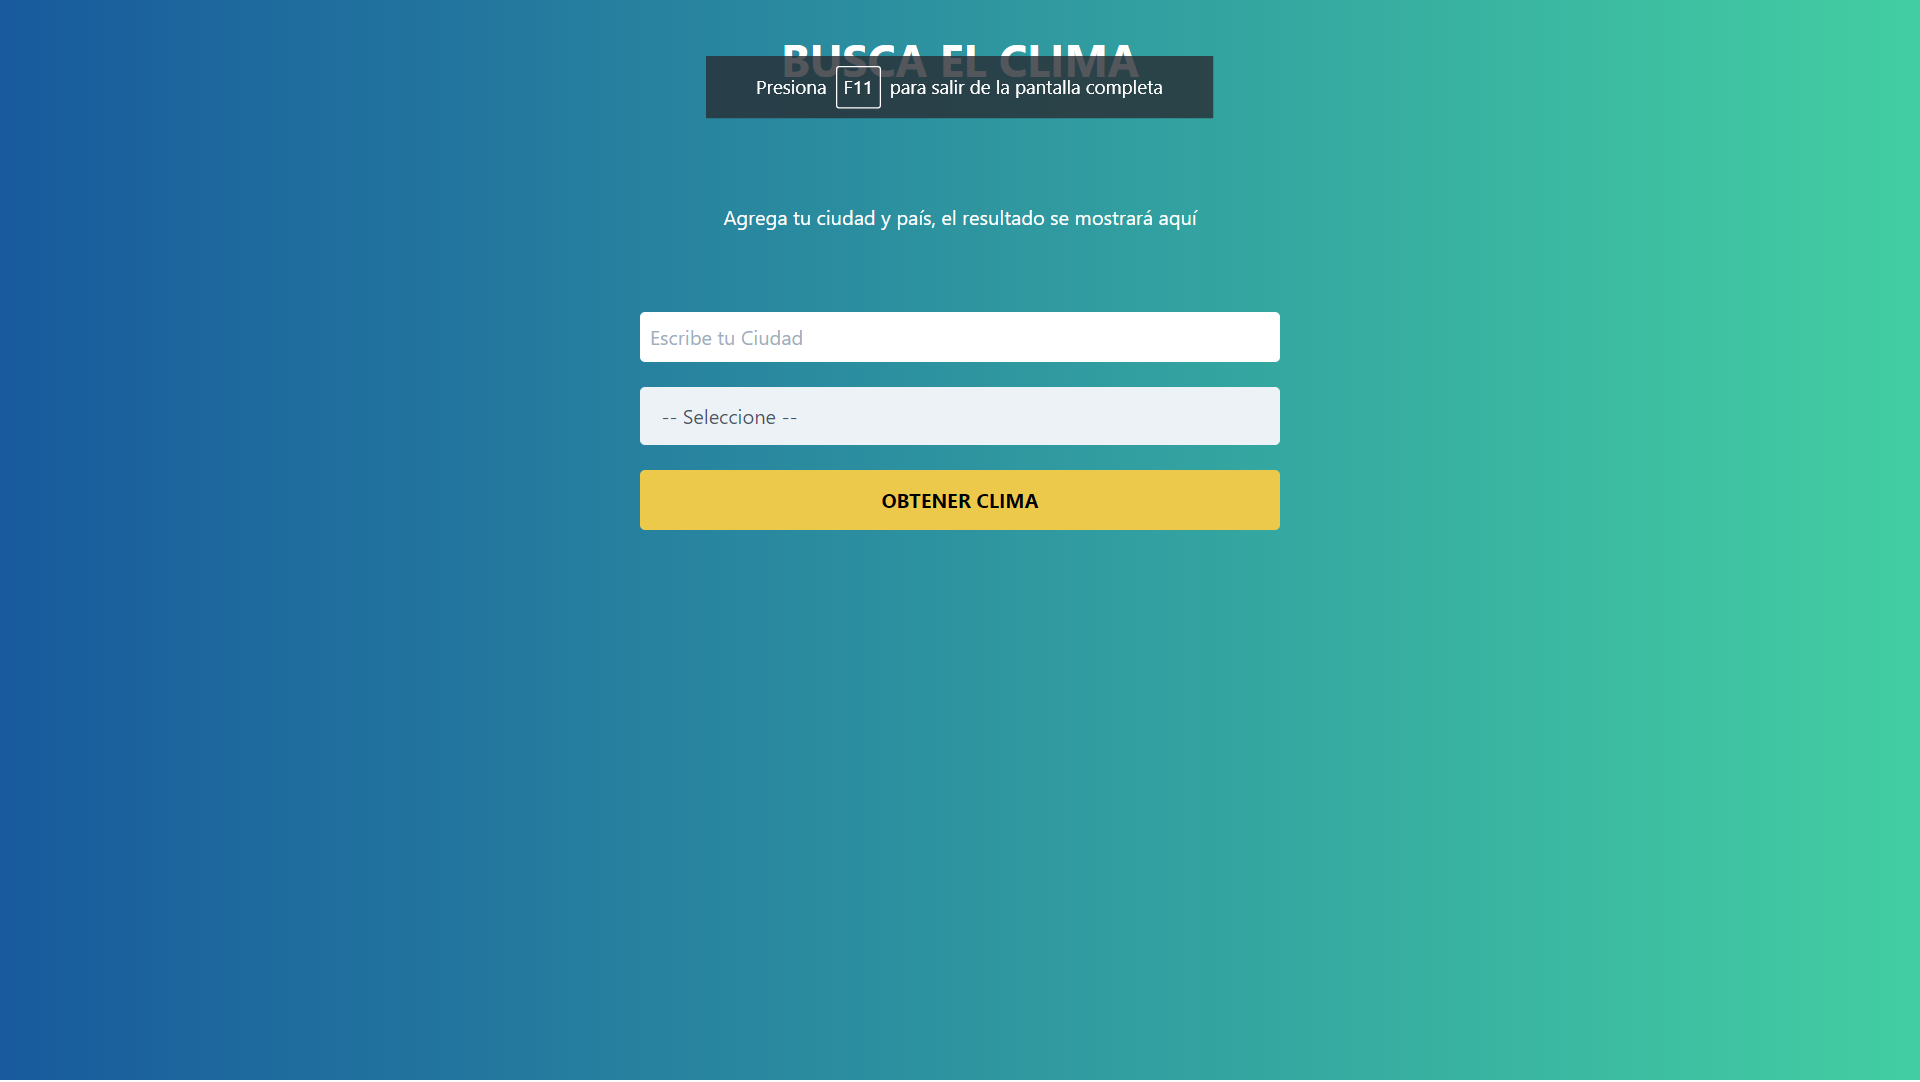 BUSCA EL CLIMA
Presiona F11 para salir de la pantalla completa
Agrega tu ciudad y país, el resultado se mostrará aquí
Escribe tu Ciudad
-- Seleccione --
OBTENER CLIMA